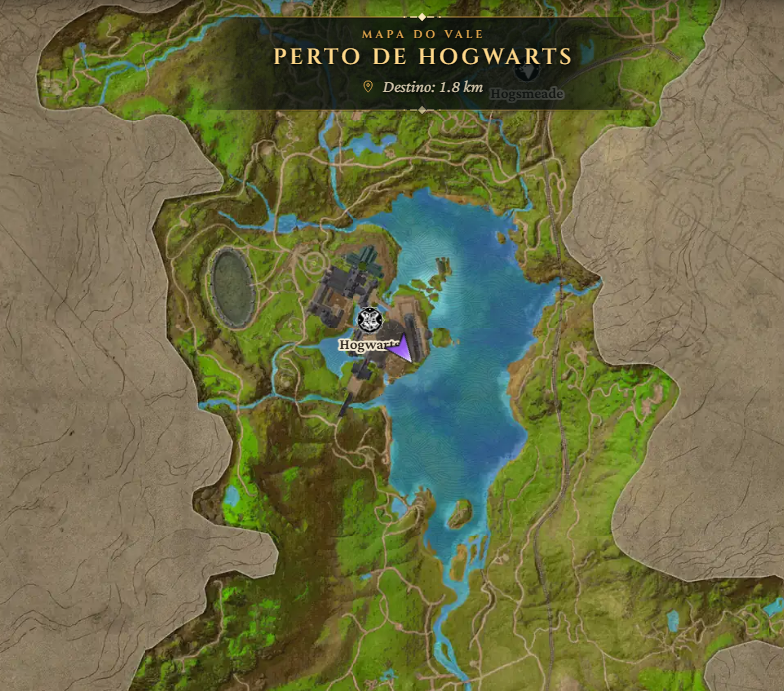 MAPA DO VALE
PERTO DE HOGWARTS
Destino: 1.8 km
Hogsmeade
Hogwarts